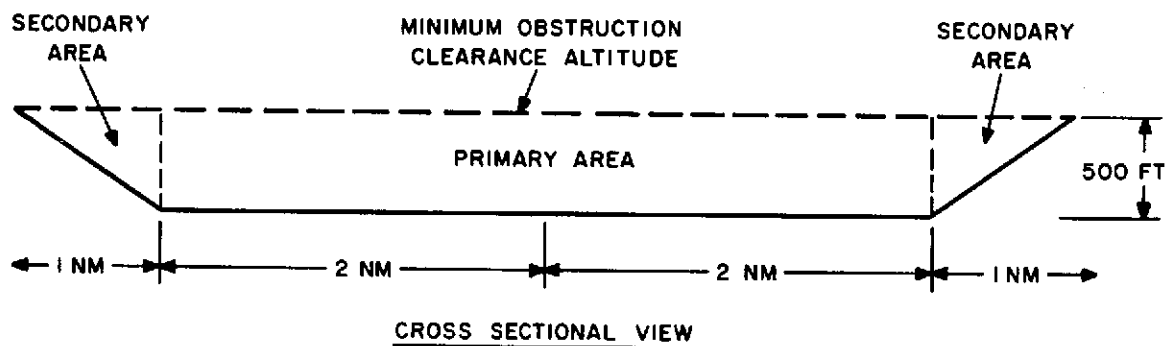 SECONDARY
AREA
MINIMUM OBSTRUCTION
CLEARANCE ALTITUDE
SECONDARY
AREA
PRIMARY AREA
500 FT
1 NM
2 NM
2 NM
1 NM
CROSS SECTIONAL VIEW